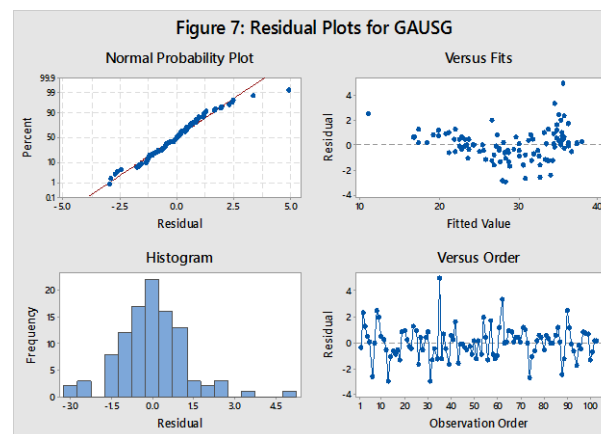 Figure 7: Residual Plots for GAUSG
Normal Probability Plot
99.9
99
90
50
10
1
0.1
Percent
-5.0 -2.5 0.0 2.5 5.0
Residual
Versus Fits
4
2
0
-2
-4
Residual
10 20 30 40
Fitted Value
Histogram
20
15
10
5
0
Frequency
-3.0 -1.5 0.0 1.5 3.0 4.5
Residual
Versus Order
4
2
0
-2
-4
Residual
1 10 20 30 40 50 60 70 80 90 100
Observation Order